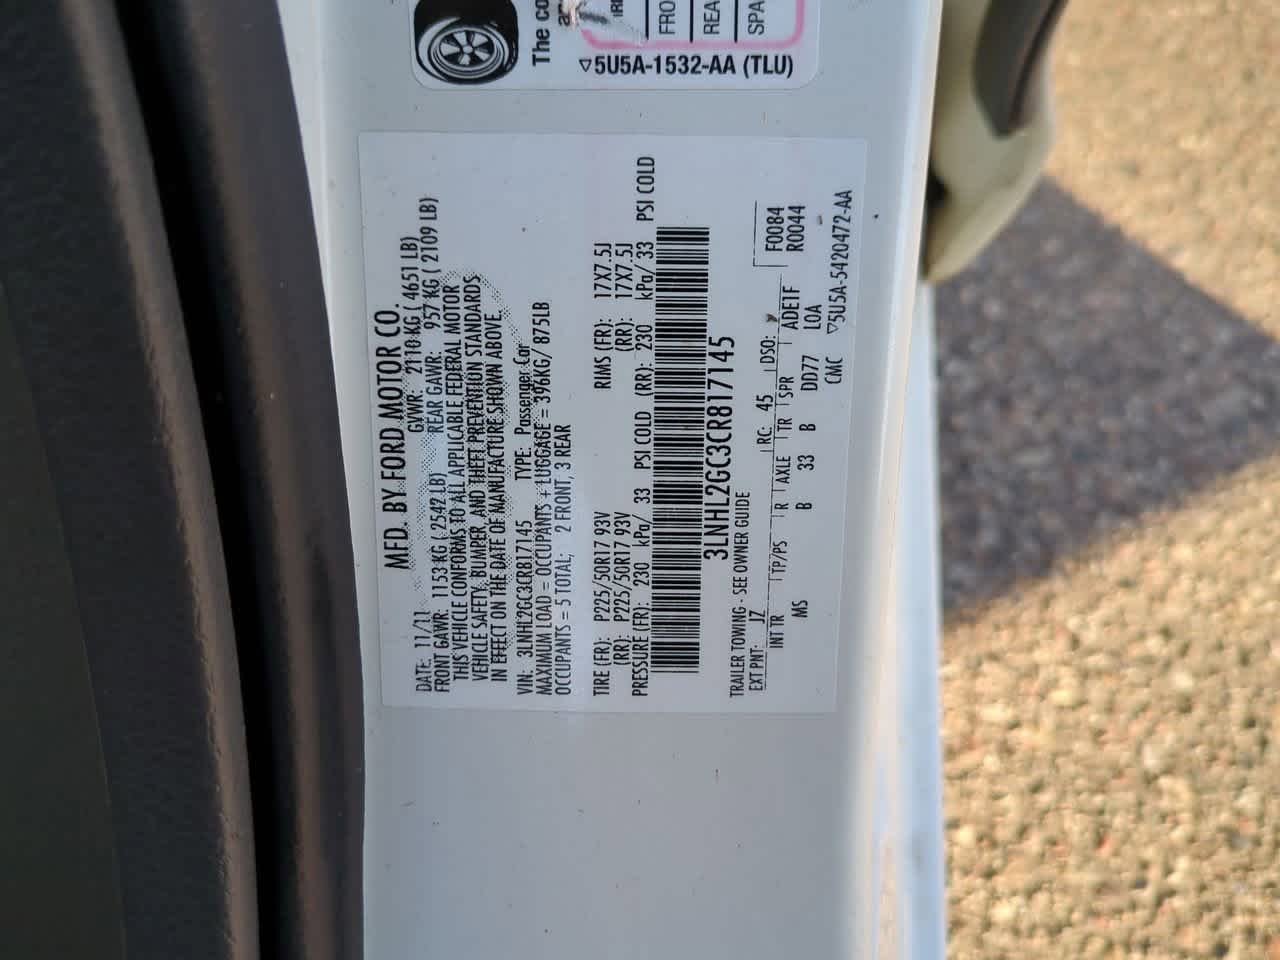 The co
FRO
REA
SPA
▽5U5A-1532-AA (TLU)
MFD. BY FORD MOTOR CO.
DATE: 11/11 GVWR: 2110 KG ( 4651 LB)
FRONT GAWR: 1153 KG ( 2542 LB) REAR GAWR: 957 KG ( 2109 LB)
THIS VEHICLE CONFORMS TO ALL APPLICABLE FEDERAL MOTOR
VEHICLE SAFETY, BUMPER, AND THEFT PREVENTION STANDARDS
IN EFFECT ON THE DATE OF MANUFACTURE SHOWN ABOVE.
VIN: 3LNHL2GC3CR817145 TYPE: Passenger Car
MAXIMUM LOAD = OCCUPANTS + LUGGAGE = 396KG/ 875LB
OCCUPANTS = 5 TOTAL; 2 FRONT, 3 REAR
TIRE (FR): P225/50R17 93V RIMS (FR): 17X7.5J
(RR): P225/50R17 93V (RR): 17X7.5J
PRESSURE (FR): 230 kPa/ 33 PSI COLD (RR): 230 kPa/ 33 PSI COLD
3LNHL2GC3CR817145
TRAILER TOWING - SEE OWNER GUIDE
EXT PNT: JZ RC: 45 DSO: F0084
INT TR TP/PS R AXLE TR SPR ADETF R0044
MS B 33 B DD77 L0A
CMC ▽5U5A-5420472-AA